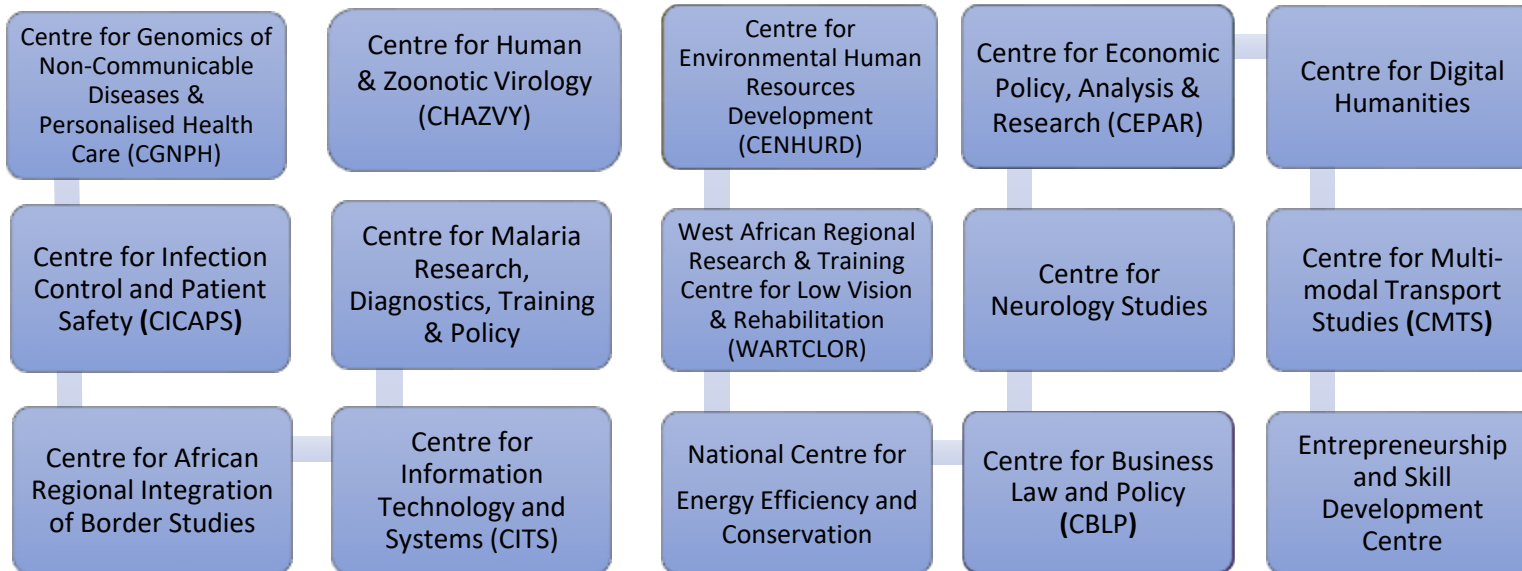 Centre for Genomics of
Non-Communicable
Diseases &
Personalised Health
Care (CGNPH)
Centre for Human
& Zoonotic Virology
(CHAZVY)
Centre for
Environmental Human
Resources
Development
(CENHURD)
Centre for Economic
Policy, Analysis &
Research (CEPAR)
Centre for Digital
Humanities
Centre for Infection
Control and Patient
Safety (CICAPS)
Centre for Malaria
Research,
Diagnostics, Training
& Policy
West African Regional
Research & Training
Centre for Low Vision
& Rehabilitation
(WARTCLOR)
Centre for
Neurology Studies
Centre for Multi-
modal Transport
Studies (CMTS)
Centre for African
Regional Integration
of Border Studies
Centre for
Information
Technology and
Systems (CITS)
National Centre for
Energy Efficiency and
Conservation
Centre for Business
Law and Policy
(CBLP)
Entrepreneurship
and Skill
Development
Centre